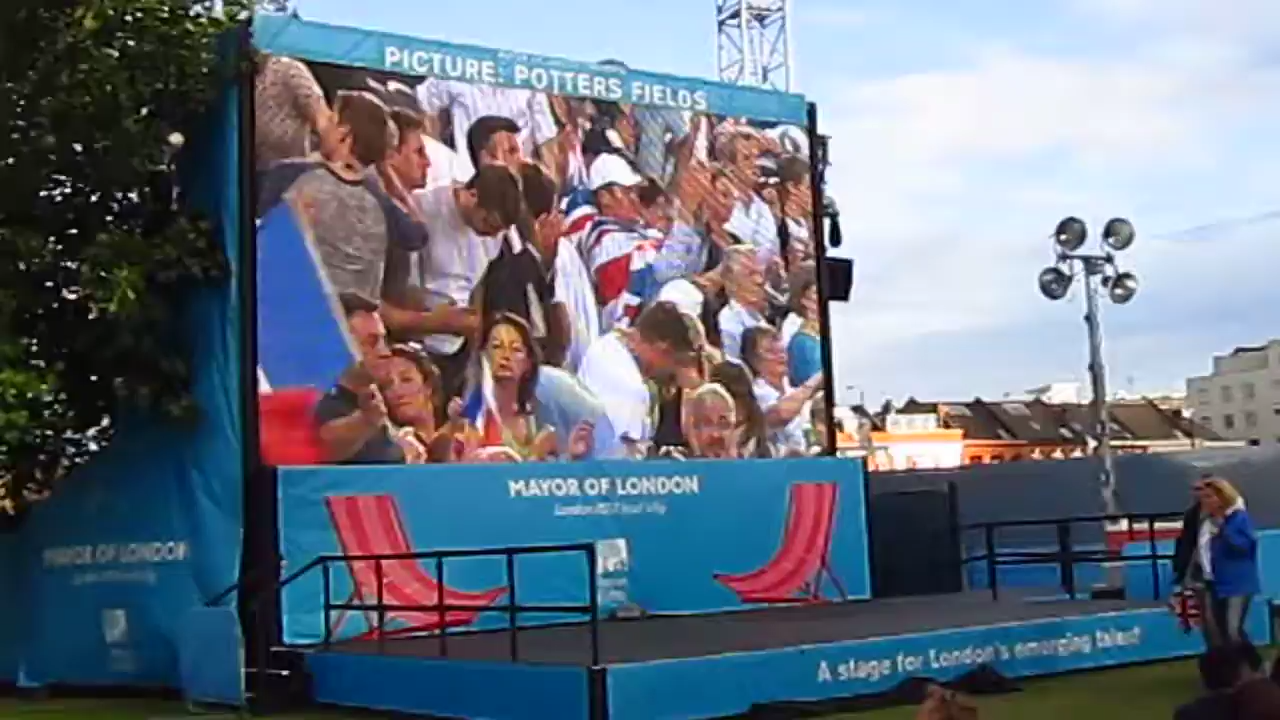 PICTURE: POTTERS FIELDS
MAYOR OF LONDON
MAYOR OF LONDON
A stage for London's emerging talent